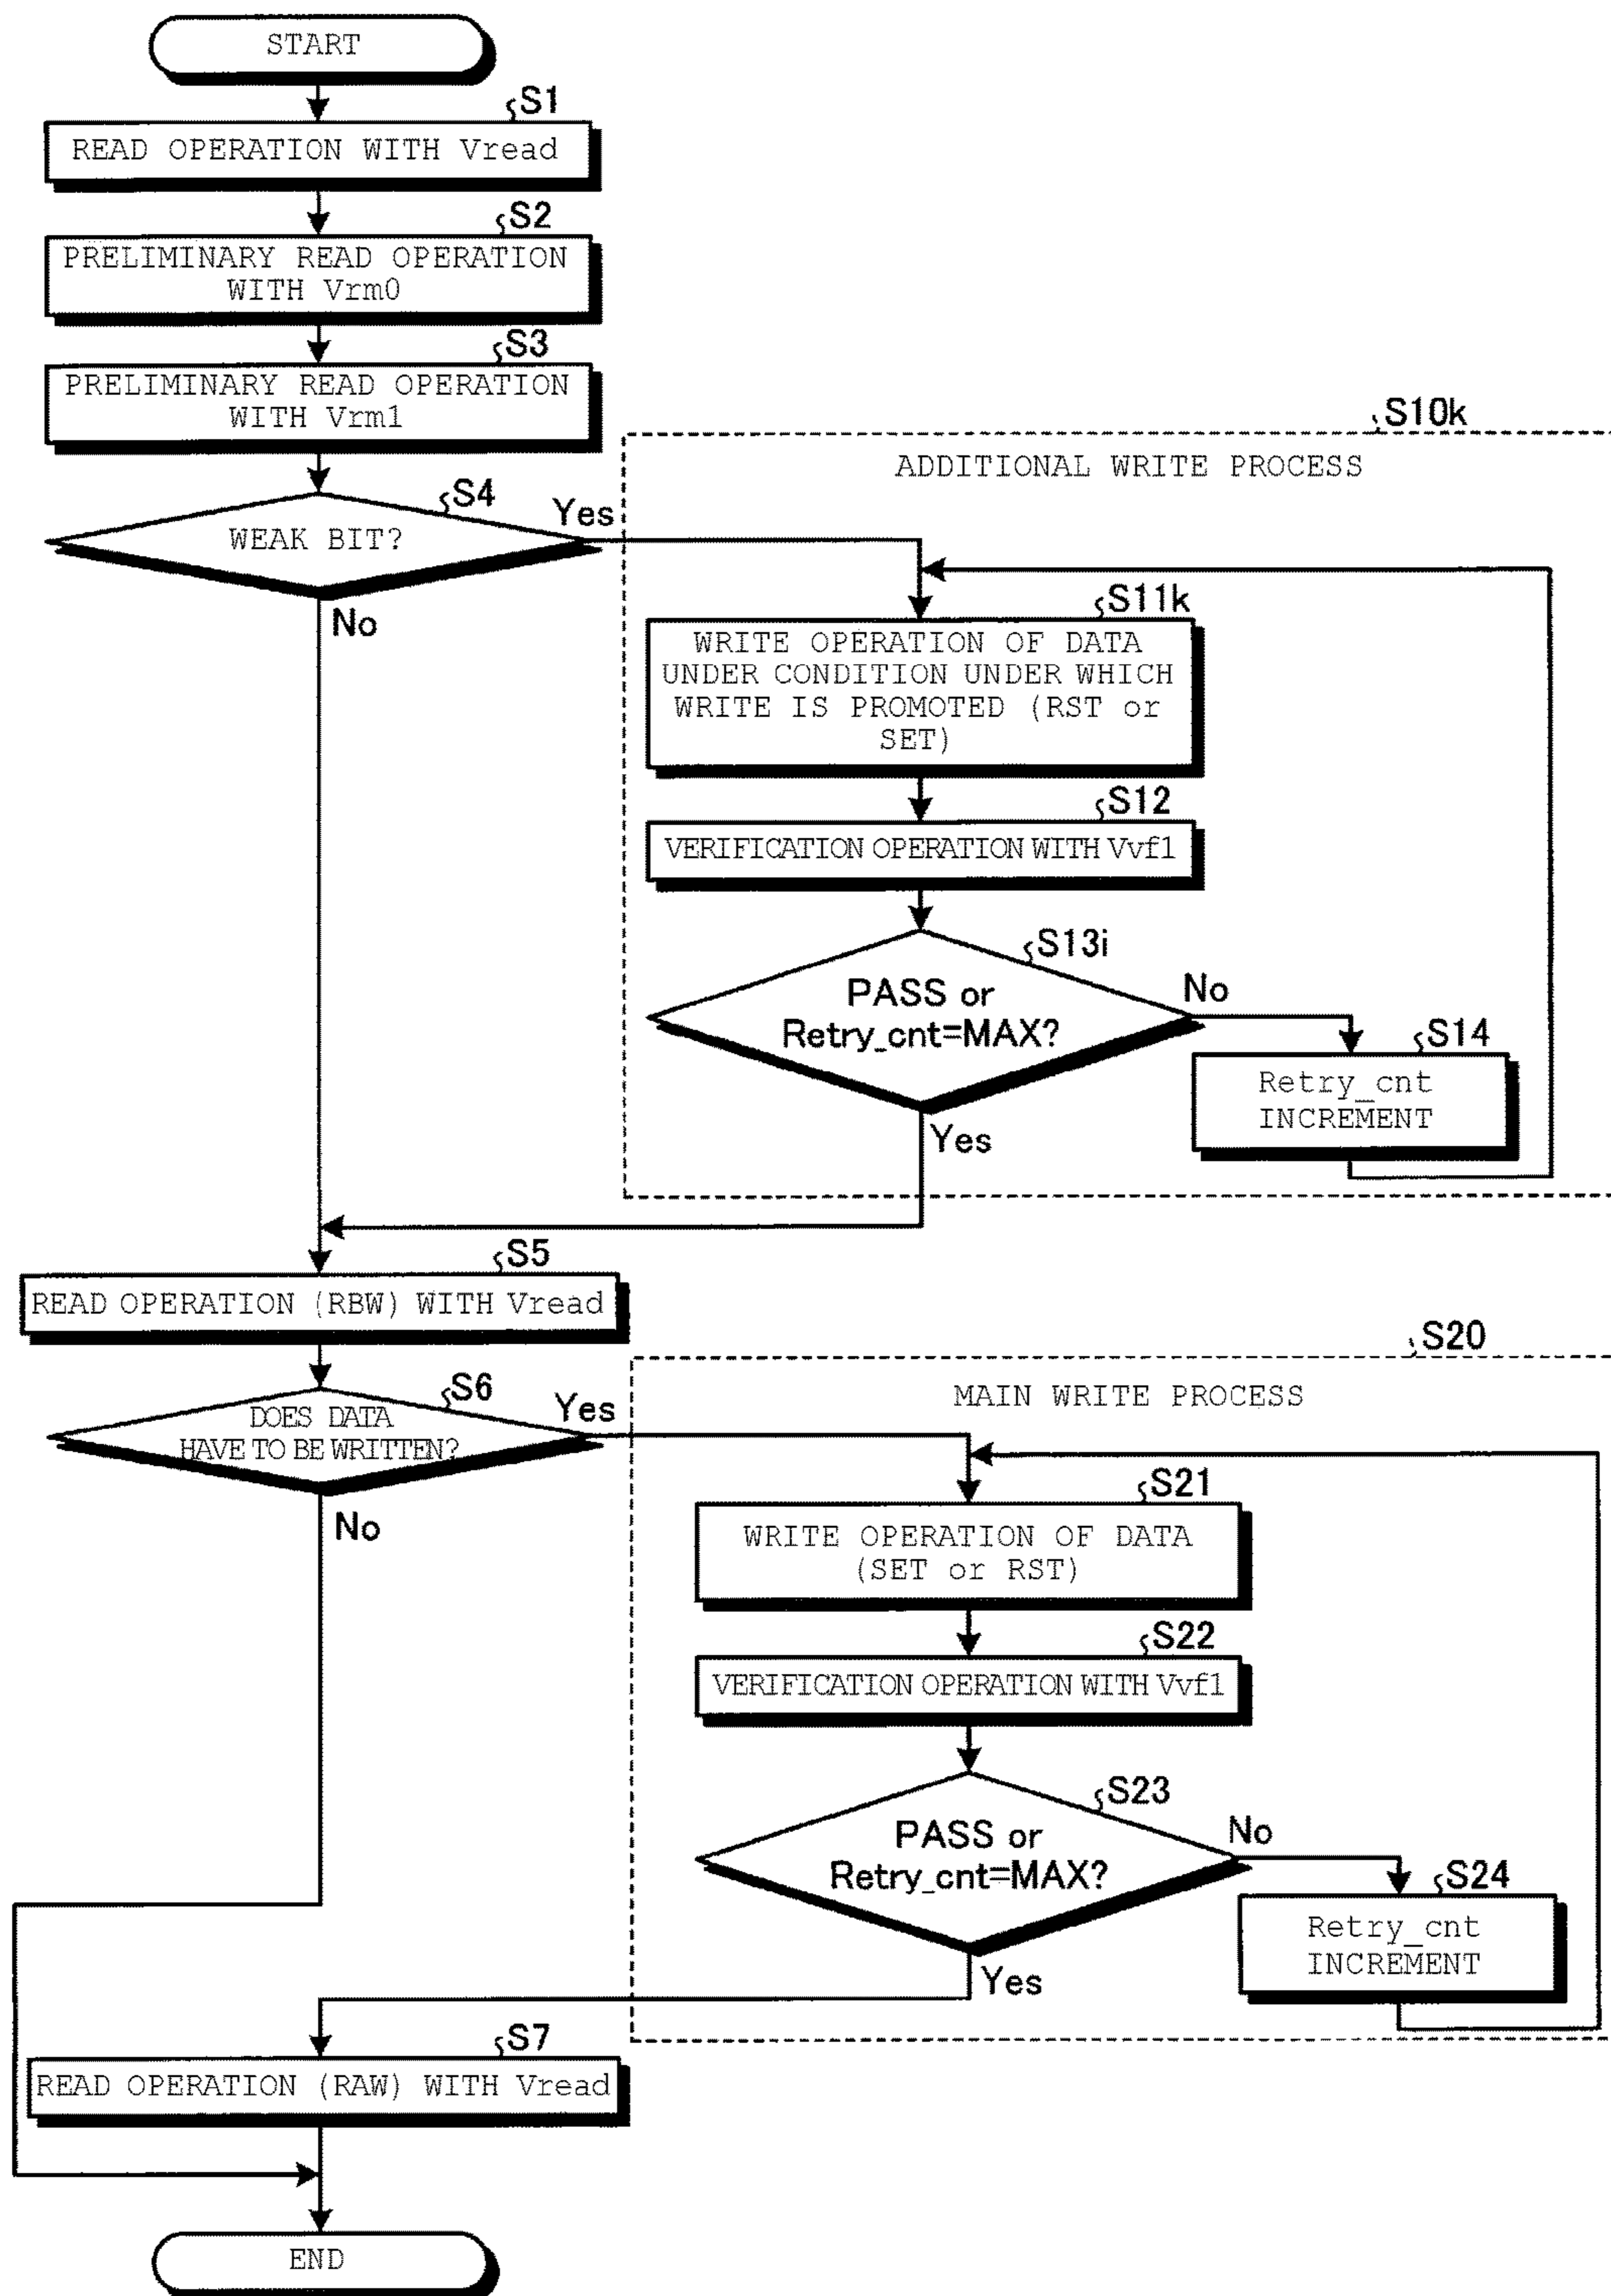 START
S1
READ OPERATION WITH Vread
S2
PRELIMINARY READ OPERATION
WITH Vrm0
S3
PRELIMINARY READ OPERATION
WITH Vrm1
S10k
ADDITIONAL WRITE PROCESS
S4
WEAK BIT?
Yes
No
S11k
WRITE OPERATION OF DATA
UNDER CONDITION UNDER WHICH
WRITE IS PROMOTED (RST or
SET)
S12
VERIFICATION OPERATION WITH Vvf1
S13i
PASS or
Retry_cnt=MAX?
No
S14
Retry_cnt
INCREMENT
Yes
S5
READ OPERATION (RBW) WITH Vread
S20
MAIN WRITE PROCESS
S6
DOES DATA
HAVE TO BE WRITTEN?
Yes
No
S21
WRITE OPERATION OF DATA
(SET or RST)
S22
VERIFICATION OPERATION WITH Vvf1
S23
PASS or
Retry_cnt=MAX?
No
S24
Retry_cnt
INCREMENT
Yes
S7
READ OPERATION (RAW) WITH Vread
END